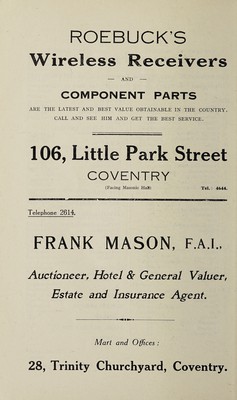 ROEBUCK'S
Wireless Receivers
— AND —
COMPONENT PARTS
ARE THE LATEST AND BEST VALUE OBTAINABLE IN THE COUNTRY.
CALL AND SEE HIM AND GET THE BEST SERVICE.
106, Little Park Street
COVENTRY
(Facing Masonic Hall) Tel.: 4644.
Telephone 2614.
FRANK MASON, F.A.I.,
Auctioneer, Hotel & General Valuer,
Estate and Insurance Agent.
Mart and Offices:
28, Trinity Churchyard, Coventry.